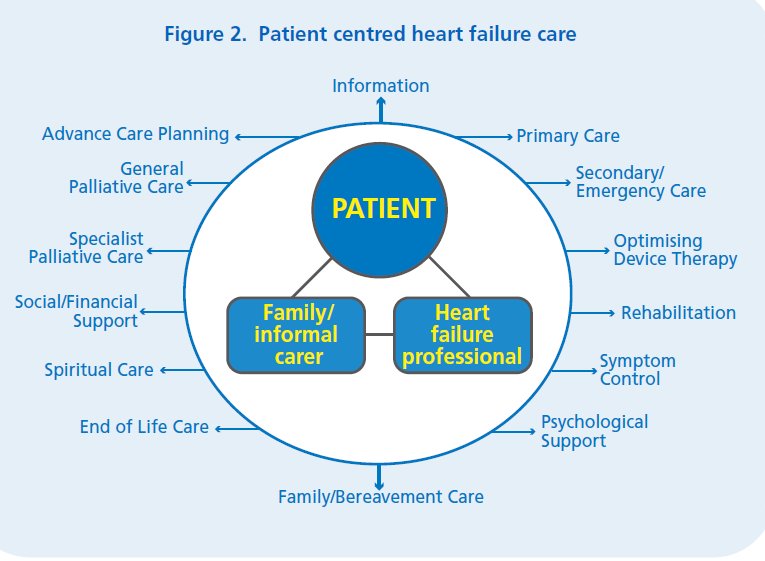 Figure 2.  Patient centred heart failure care
Information
Advance Care Planning
Primary Care
General
Palliative Care
Secondary/
Emergency Care
PATIENT
Specialist
Palliative Care
Optimising
Device Therapy
Social/Financial
Support
Family/
informal
carer
Heart
failure
professional
Rehabilitation
Spiritual Care
Symptom
Control
End of Life Care
Psychological
Support
Family/Bereavement Care